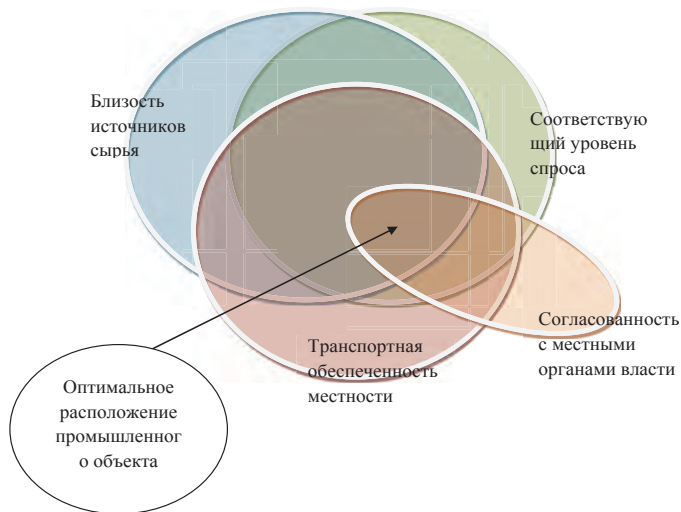 Близость
источников
сырья
Соответствую
щий уровень
спроса
Согласованность
с местными
органами власти
Транспортная
обеспеченность
местности
Оптимальное
расположение
промышленног
о объекта